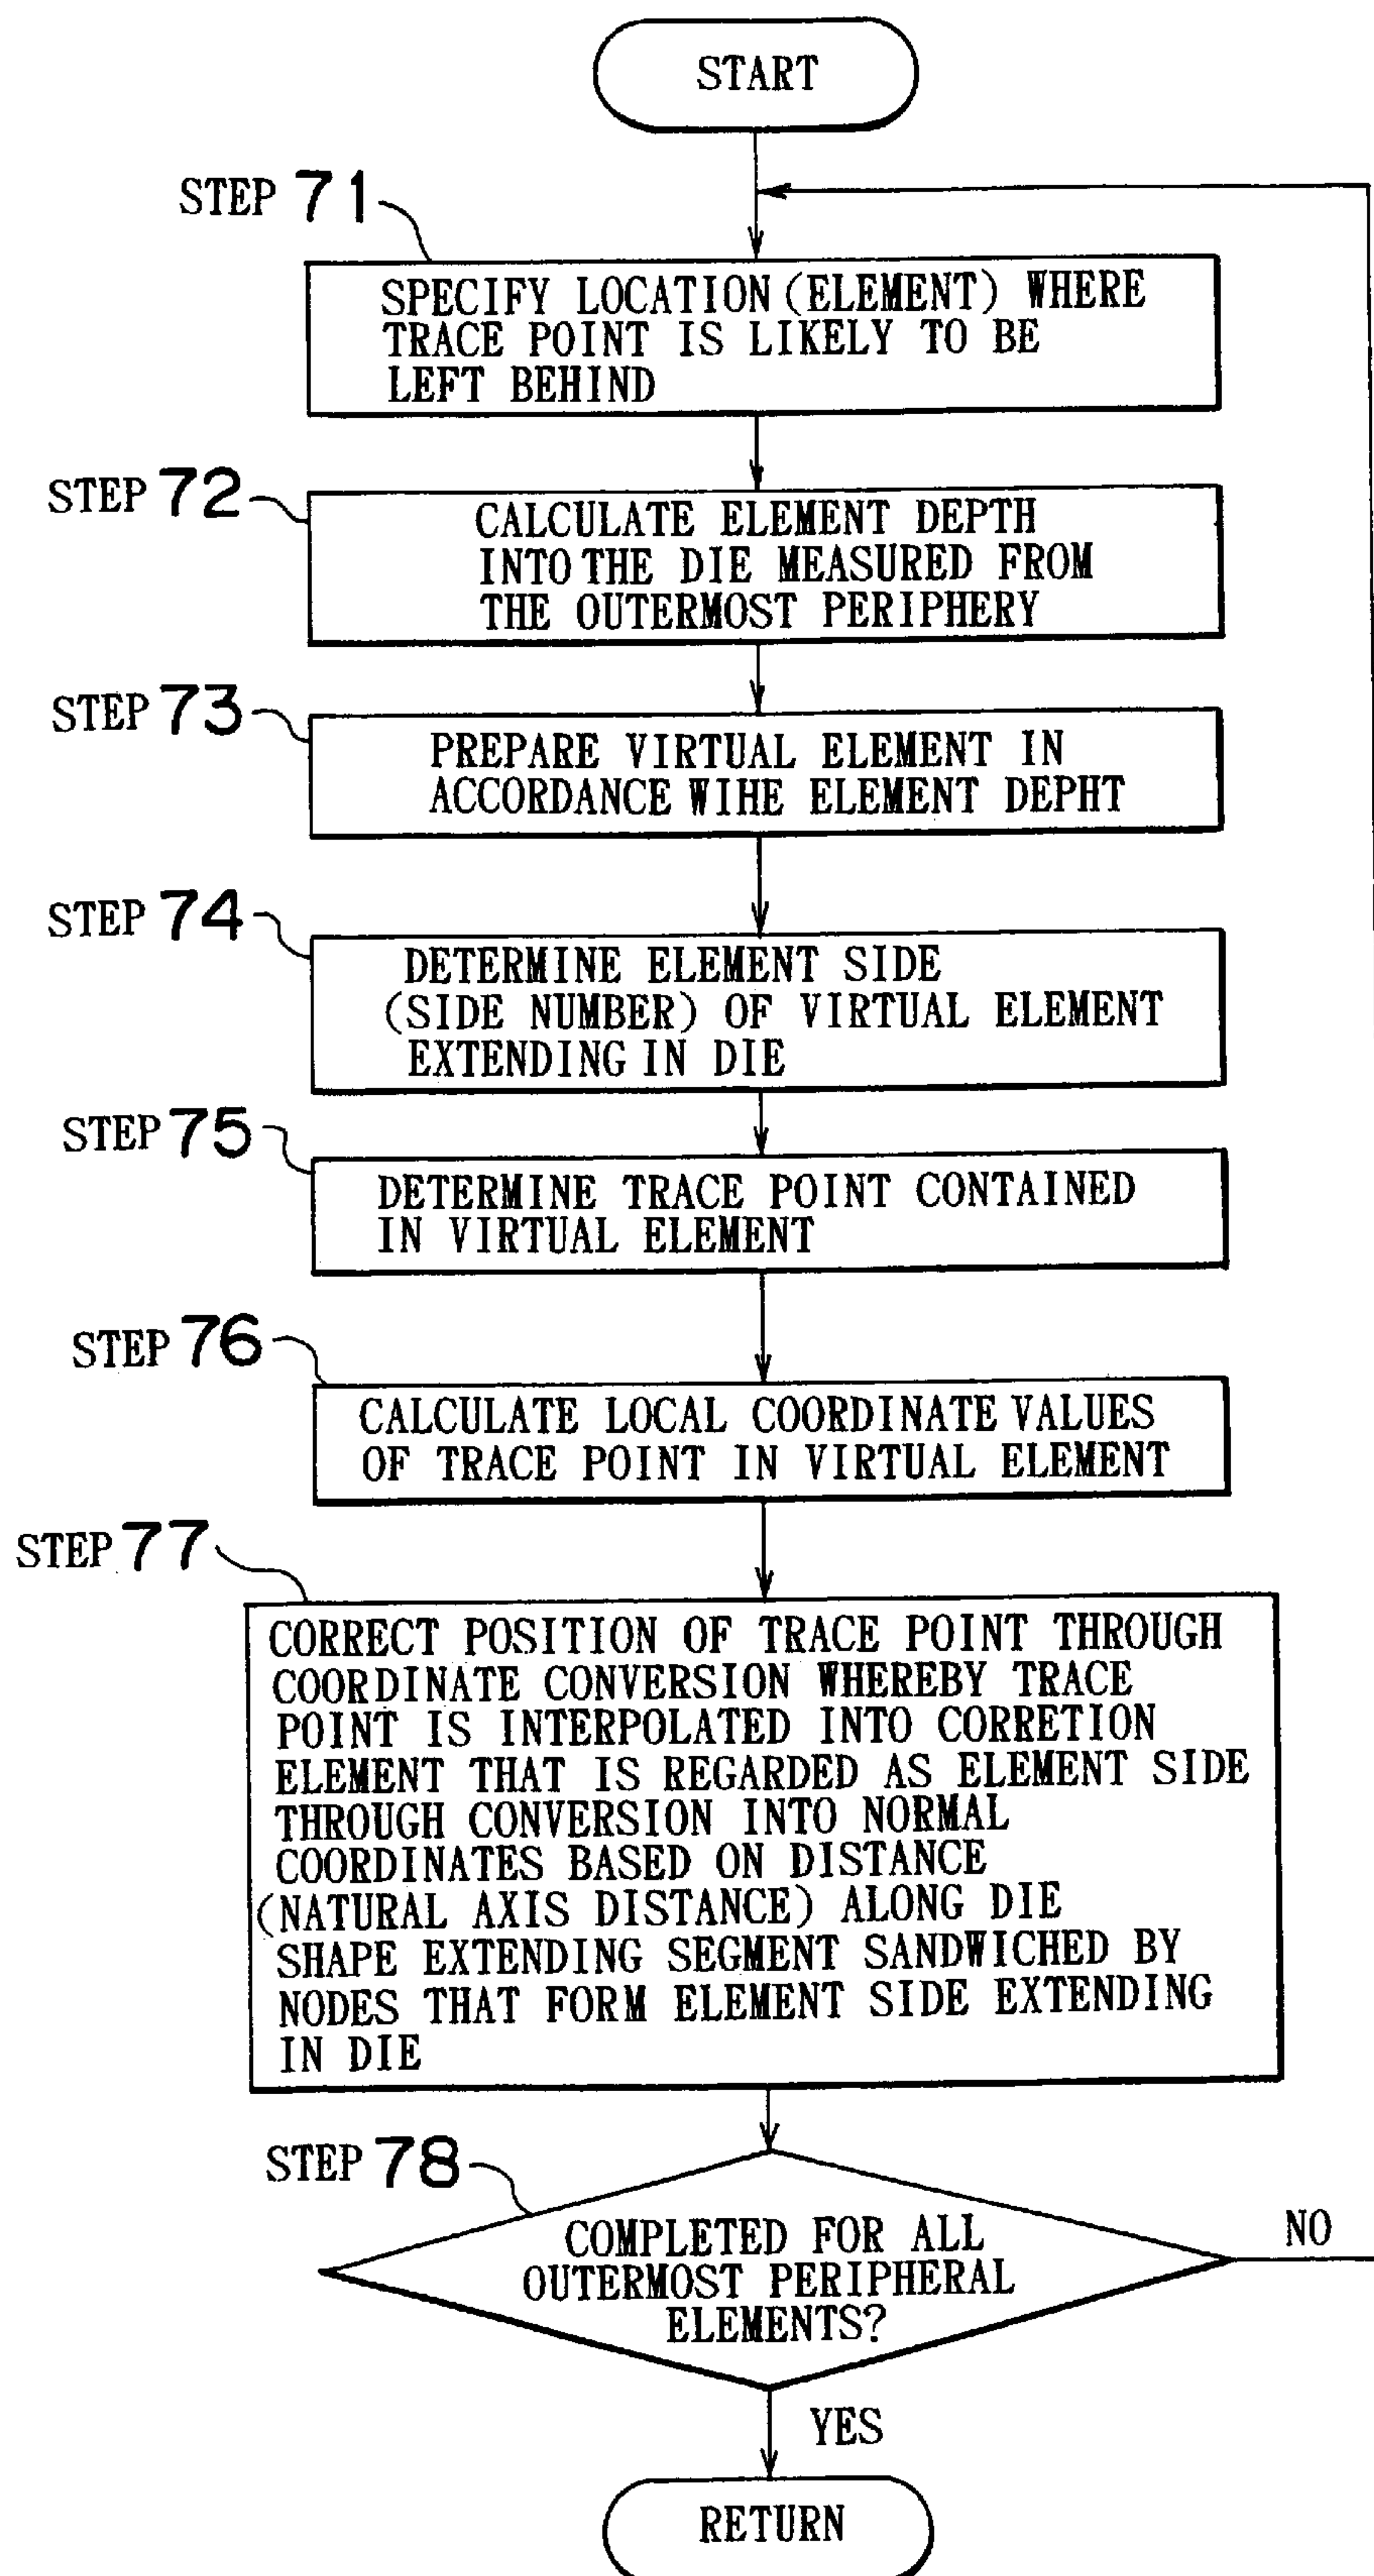 START
STEP 71
SPECIFY LOCATION (ELEMENT) WHERE
TRACE POINT IS LIKELY TO BE
LEFT BEHIND
STEP 72
CALCULATE ELEMENT DEPTH
INTO THE DIE MEASURED FROM
THE OUTERMOST PERIPHERY
STEP 73
PREPARE VIRTUAL ELEMENT IN
ACCORDANCE WIHE ELEMENT DEPHT
STEP 74
DETERMINE ELEMENT SIDE
(SIDE NUMBER) OF VIRTUAL ELEMENT
EXTENDING IN DIE
STEP 75
DETERMINE TRACE POINT CONTAINED
IN VIRTUAL ELEMENT
STEP 76
CALCULATE LOCAL COORDINATE VALUES
OF TRACE POINT IN VIRTUAL ELEMENT
STEP 77
CORRECT POSITION OF TRACE POINT THROUGH
COORDINATE CONVERSION WHEREBY TRACE
POINT IS INTERPOLATED INTO CORRETION
ELEMENT THAT IS REGARDED AS ELEMENT SIDE
THROUGH CONVERSION INTO NORMAL
COORDINATES BASED ON DISTANCE
(NATURAL AXIS DISTANCE) ALONG DIE
SHAPE EXTENDING SEGMENT SANDWICHED BY
NODES THAT FORM ELEMENT SIDE EXTENDING
IN DIE
STEP 78
COMPLETED FOR ALL
OUTERMOST PERIPHERAL
ELEMENTS?
NO
YES
RETURN